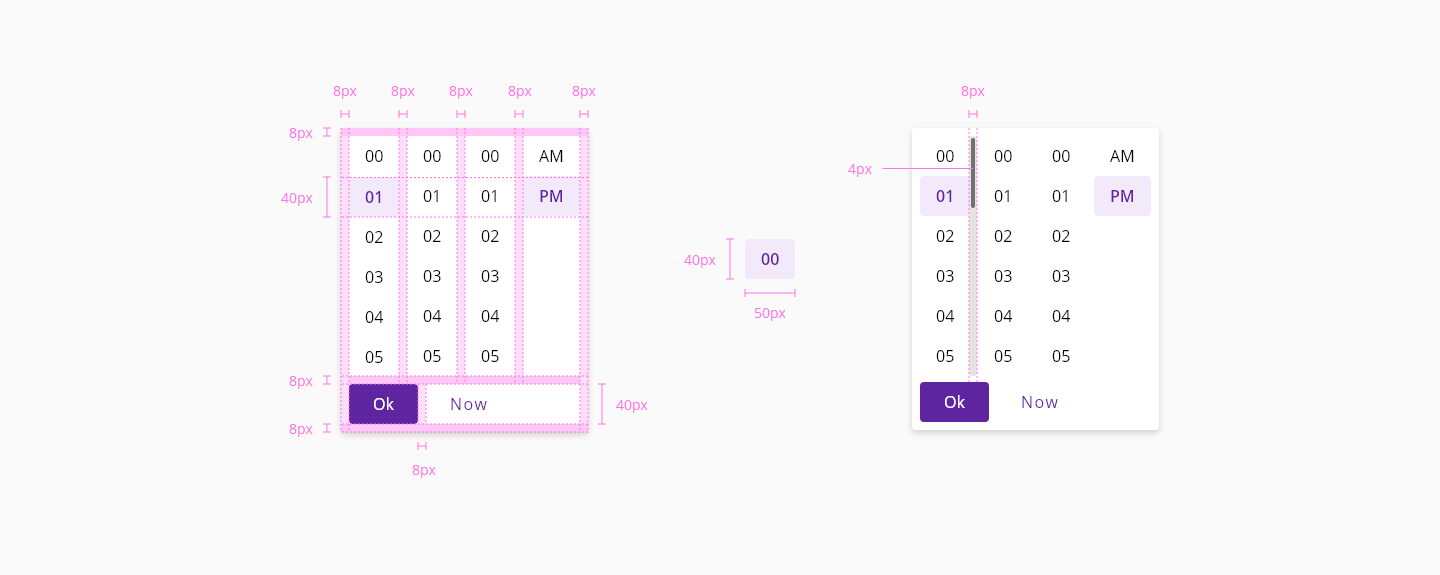 8px 8px 8px 8px 8px
8px
00 00 00 AM
40px 01 01 01 PM
02 02 02
03 03 03
04 04 04
05 05 05
8px
Ok Now 40px
8px
8px
40px 00
50px
8px
00 00 00 AM
4px
01 01 01 PM
02 02 02
03 03 03
04 04 04
05 05 05
Ok Now